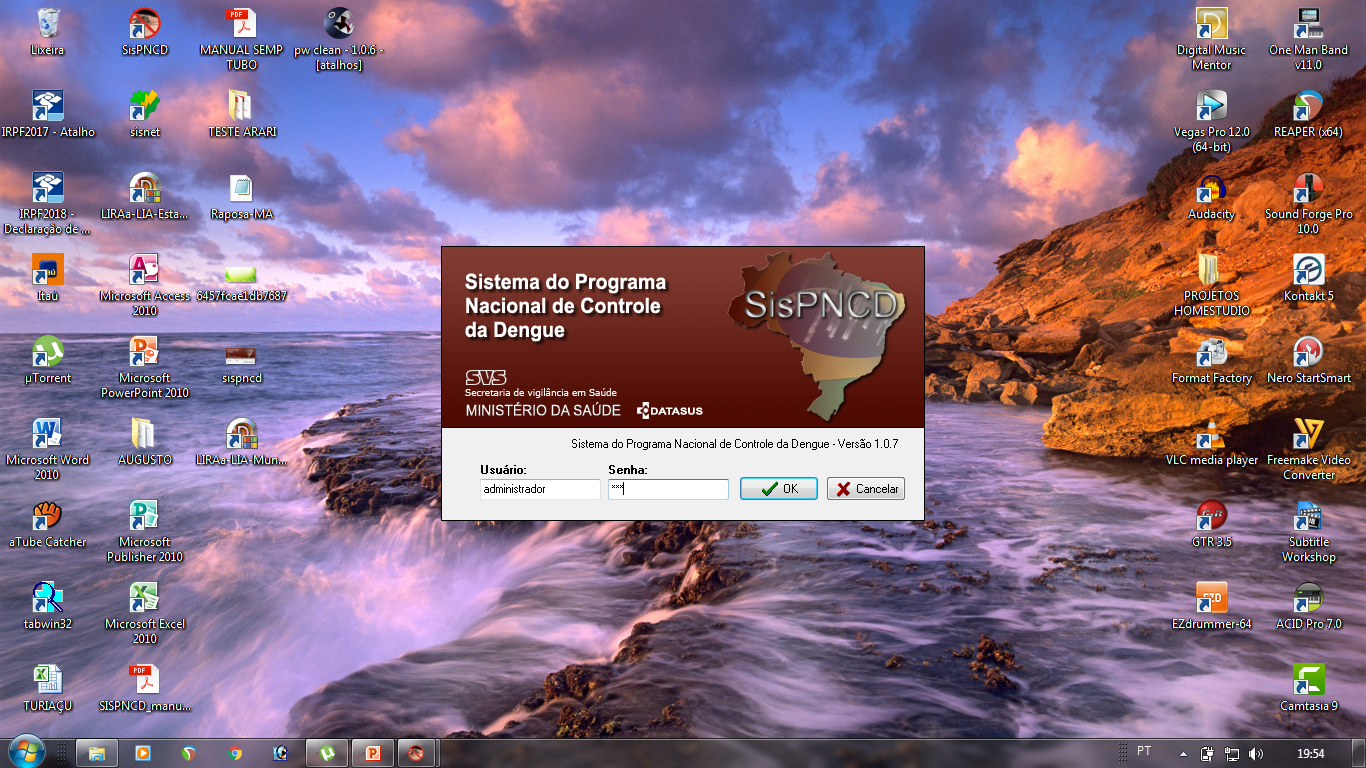 Lixeira
SisPNCD
MANUAL SEMP
TUBO
pw clean - 1.0.6 -
[atalhos]
Digital Music
Mentor
One Man Band
v11.0
IRPF2017 - Atalho
sisnet
TESTE ARARI
Vegas Pro 12.0
(64-bit)
REAPER (x64)
IRPF2018 -
Declaração de ...
LIRAa-LIA-Esta...
Raposa-MA
Audacity
Sound Forge Pro
10.0
Itaú
Microsoft Access
2010
6457fcae1db7687
PROJETOS
HOMESTUDIO
Kontakt 5
µTorrent
Microsoft
PowerPoint 2010
sispncd
Format Factory
Nero StartSmart
Microsoft Word
2010
AUGUSTO
LIRAa-LIA-Mun...
VLC media player
Freemake Video
Converter
aTube Catcher
Microsoft
Publisher 2010
GTR 3.5
Subtitle
Workshop
tabwin32
Microsoft Excel
2010
EZdrummer-64
ACID Pro 7.0
TURIAÇU
SISPNCD_manu...
Camtasia 9
Sistema do Programa
Nacional de Controle
da Dengue
SisPNCD
SVS
Secretaria de vigilância em Saúde
MINISTÉRIO DA SAÚDE
DATASUS
Sistema do Programa Nacional de Controle da Dengue - Versão 1.0.7
Usuário:
Senha:
administrador
***
OK
Cancelar
PT
19:54